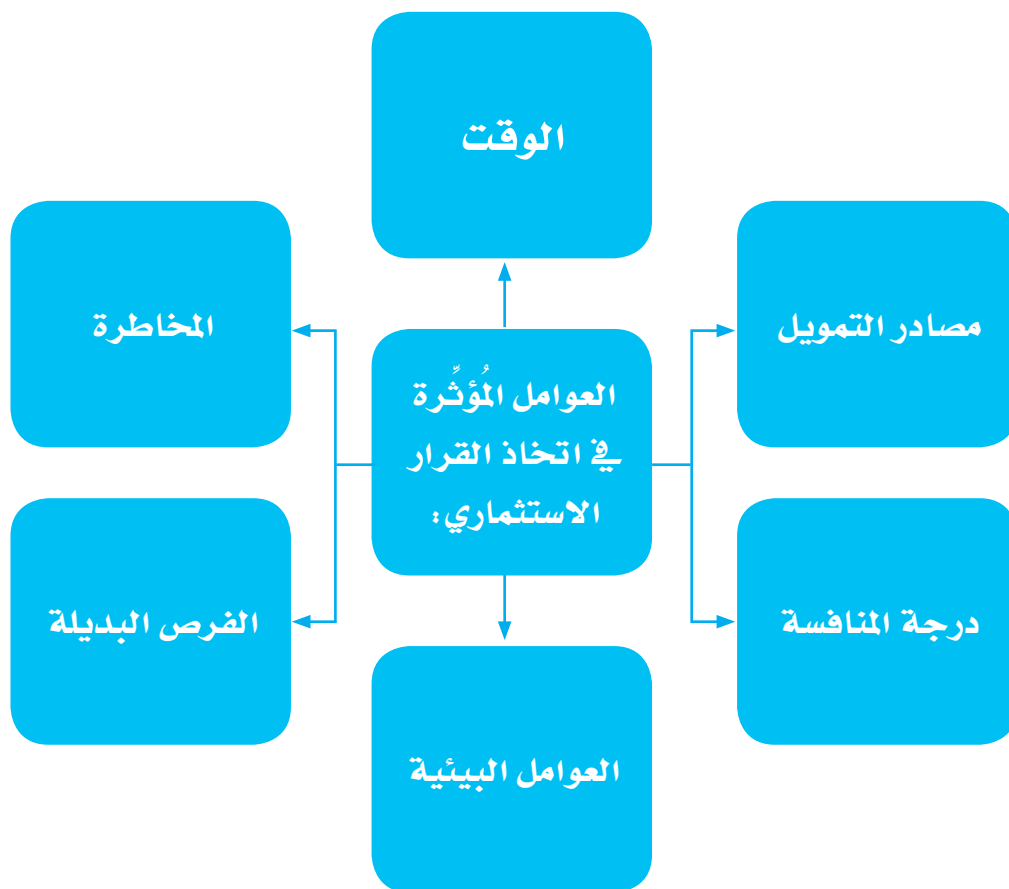 الوقت
مصادر التمويل
المخاطرة
العوامل المُؤثِّرة
في اتخاذ القرار
الاستثماري:
درجة المنافسة
الفرص البديلة
العوامل البيئية